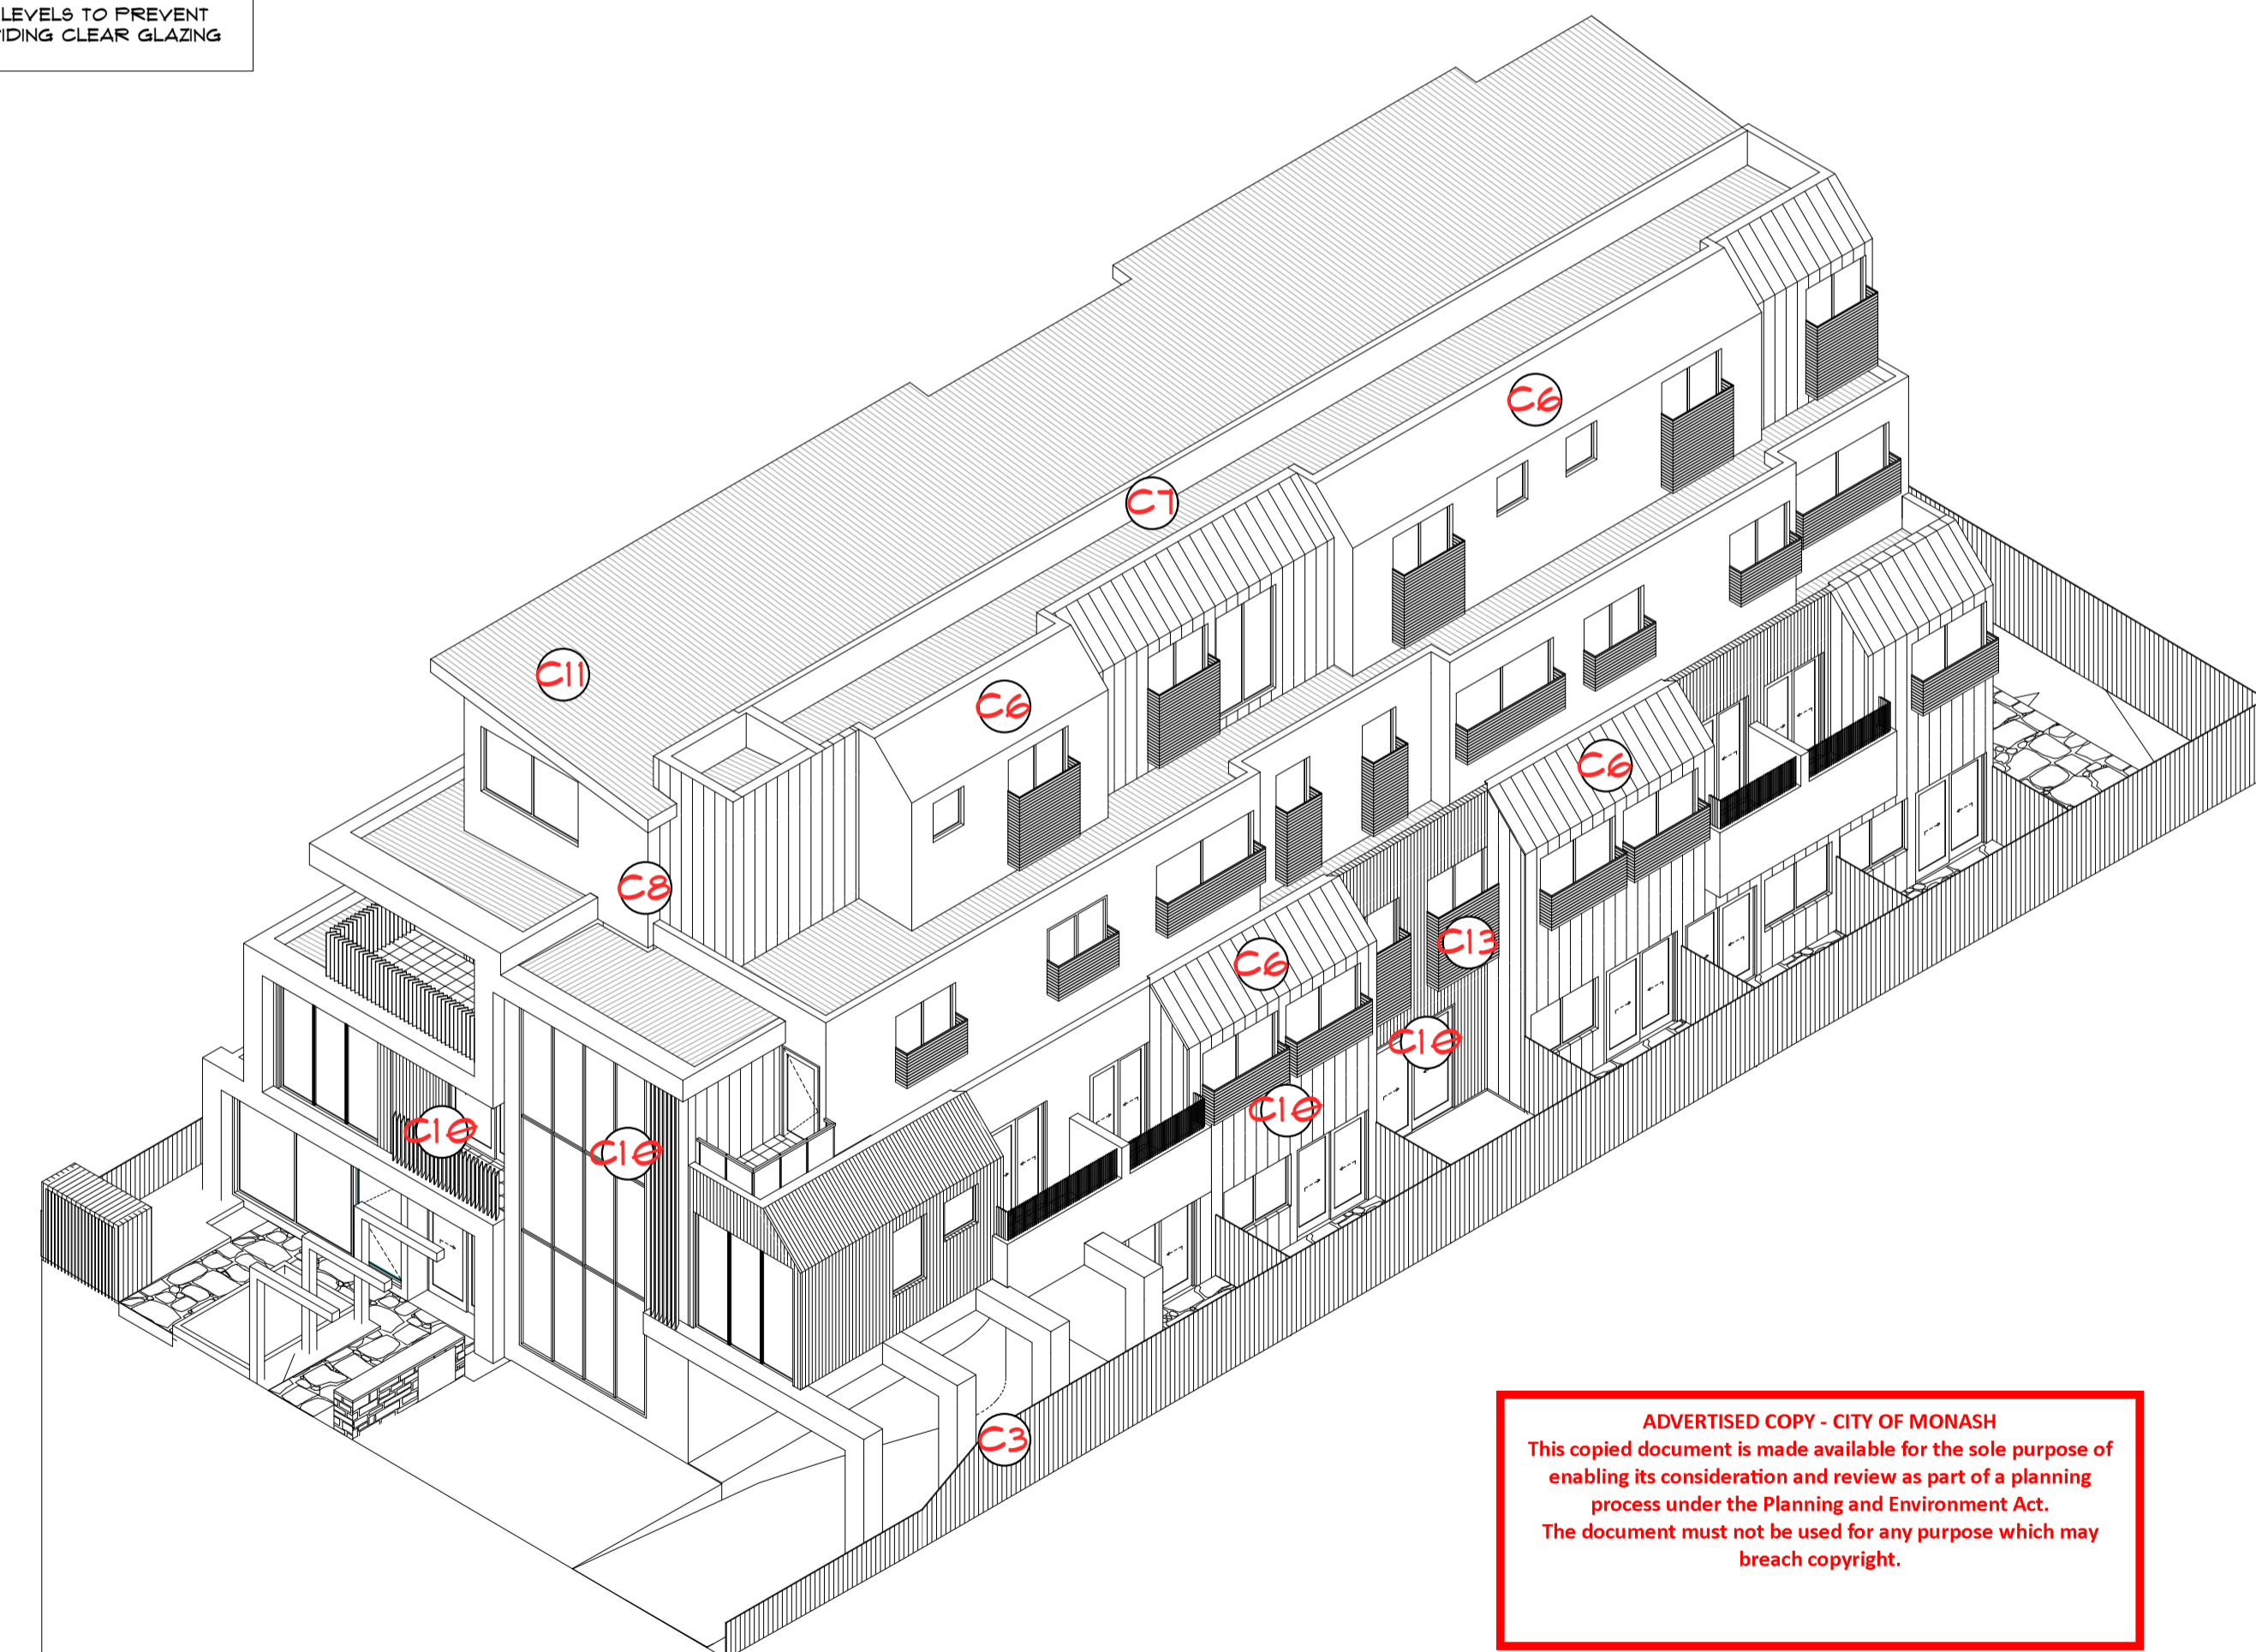 LEVELS TO PREVENT
IDING CLEAR GLAZING
C6
C7
C11
C6
C6
C8
C13
C6
C10
C10
C10
C10
C3
ADVERTISED COPY - CITY OF MONASH
This copied document is made available for the sole purpose of
enabling its consideration and review as part of a planning
process under the Planning and Environment Act.
The document must not be used for any purpose which may
breach copyright.